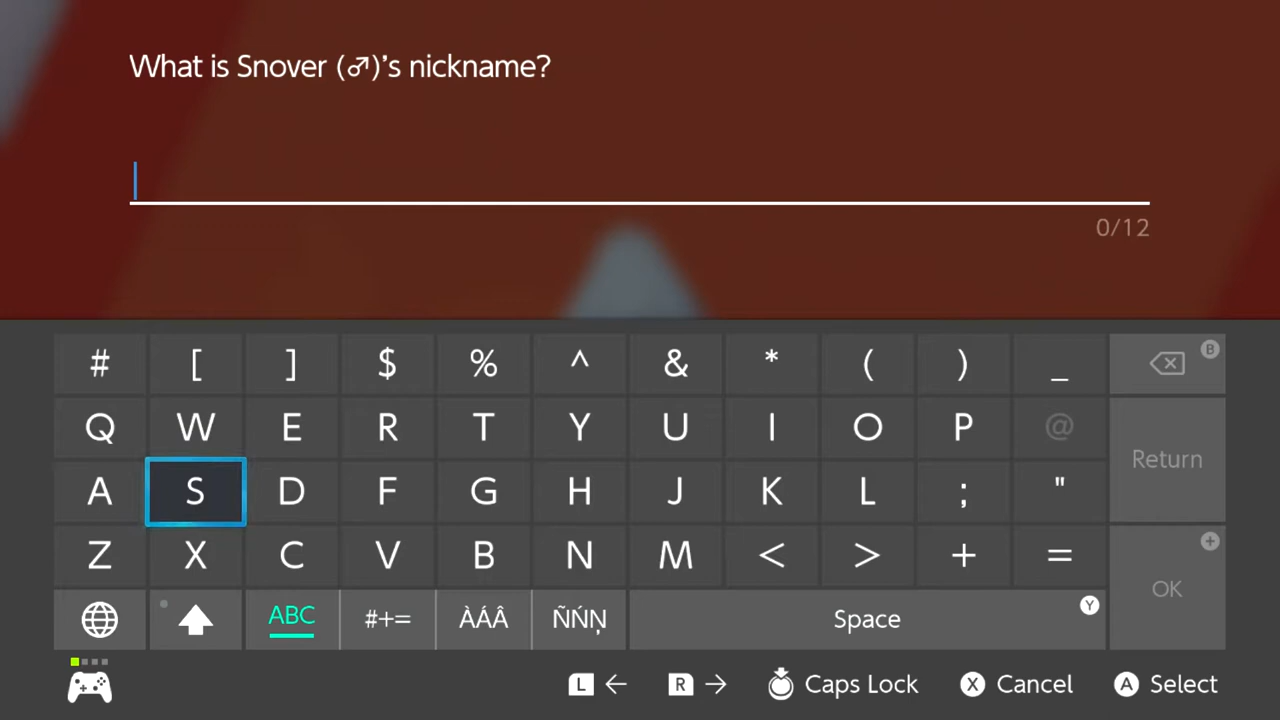 What is Snover (♂)'s nickname?
0/12
# [ ] $ % ^ & * ( ) _ B
Q W E R T Y U I O P @ Return
A S D F G H J K L ; "
Z X C V B N M < > + = + OK
ABC #+= ÀÁÂ ÑŃŅ Space Y
L ← R → Caps Lock X Cancel A Select